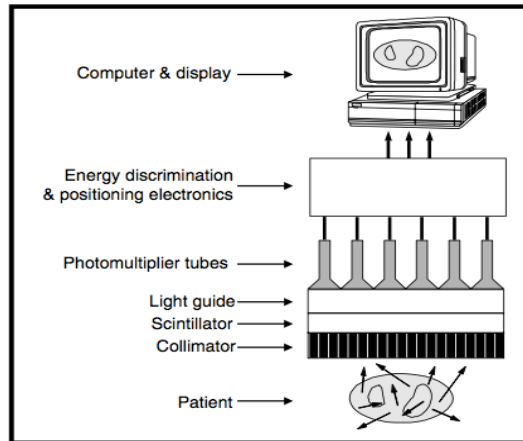 Computer & display
Energy discrimination
& positioning electronics
Photomultiplier tubes
Light guide
Scintillator
Collimator
Patient